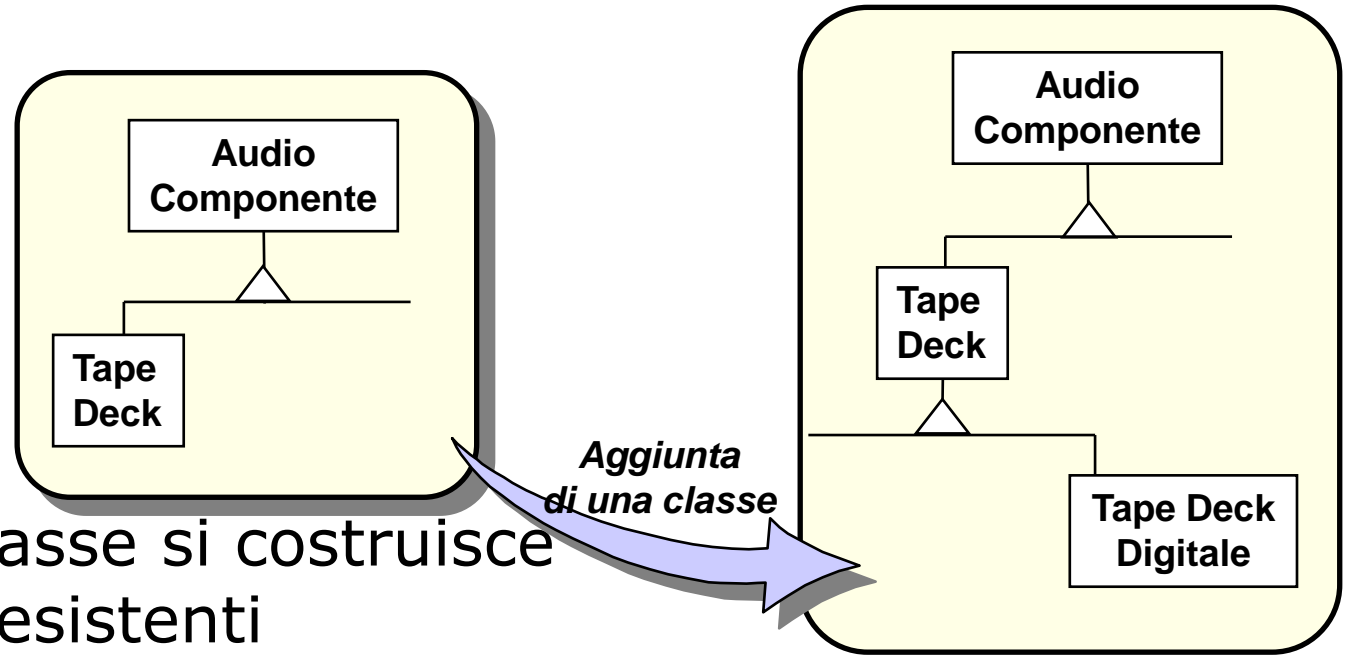 Audio
Componente
Tape
Deck
Aggiunta
di una classe
asse si costruisce
esistenti
Audio
Componente
Tape
Deck
Tape Deck
Digitale